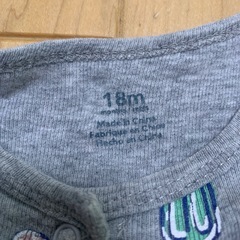 18m
Made in China
Fabriqué en Chine
Hecho en China